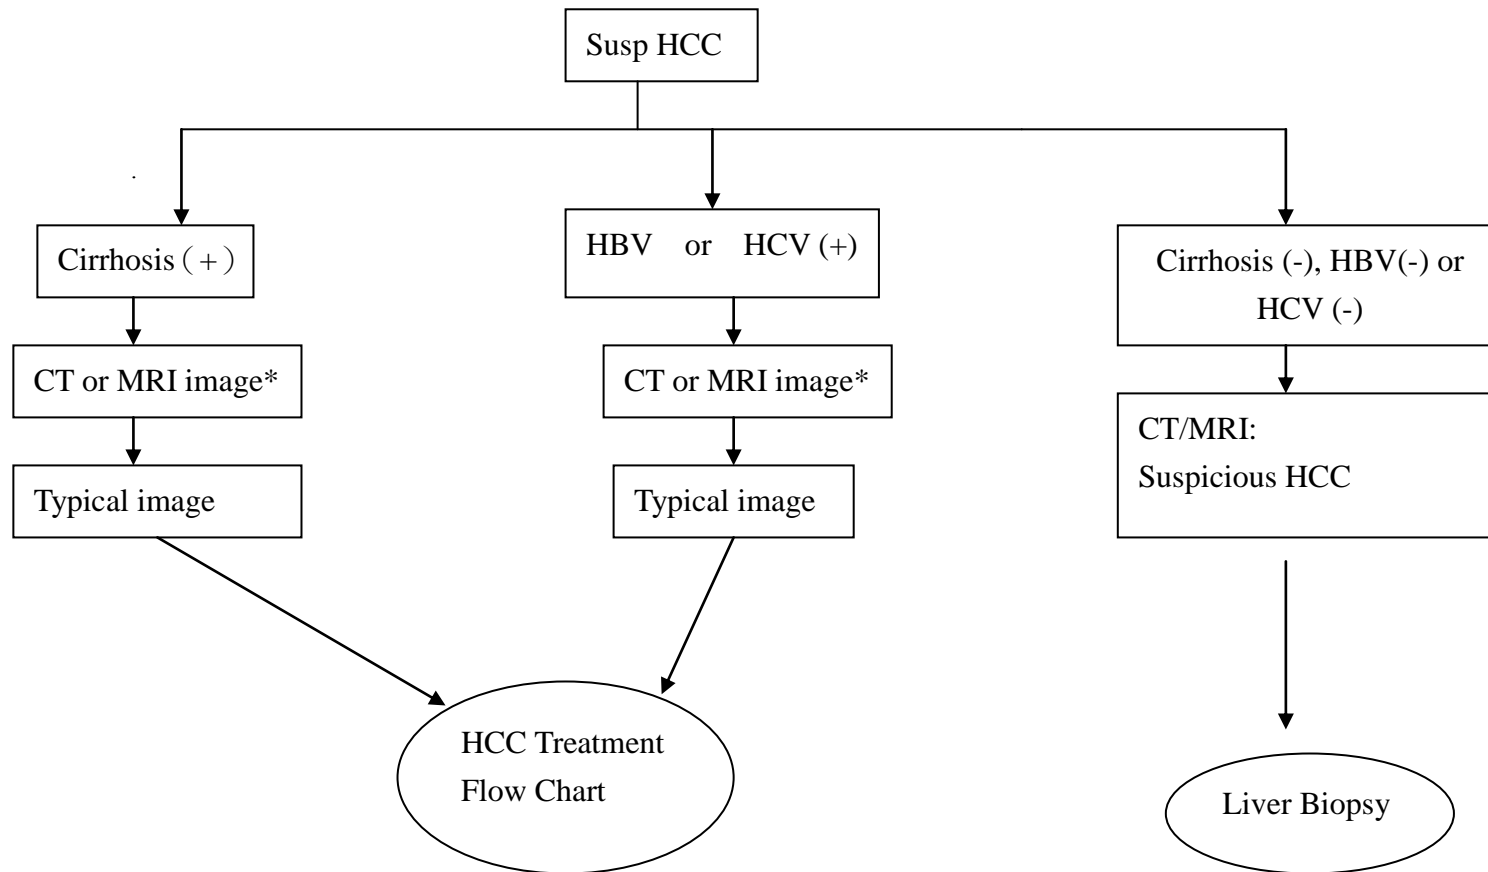 Susp HCC
Cirrhosis（+）
CT or MRI image*
Typical image
HBV or HCV (+)
CT or MRI image*
Typical image
Cirrhosis (-), HBV(-) or
HCV (-)
CT/MRI:
Suspicious HCC
HCC Treatment
Flow Chart
Liver Biopsy